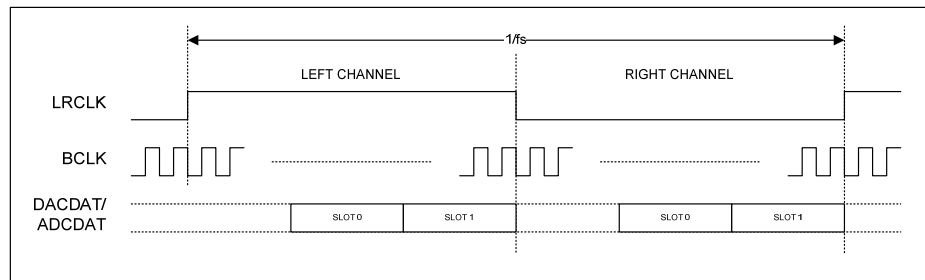 1/fs
LEFT CHANNEL RIGHT CHANNEL
LRCLK
BCLK
DACDAT/
ADCDAT
SLOT 0 SLOT 1 SLOT 0 SLOT 1